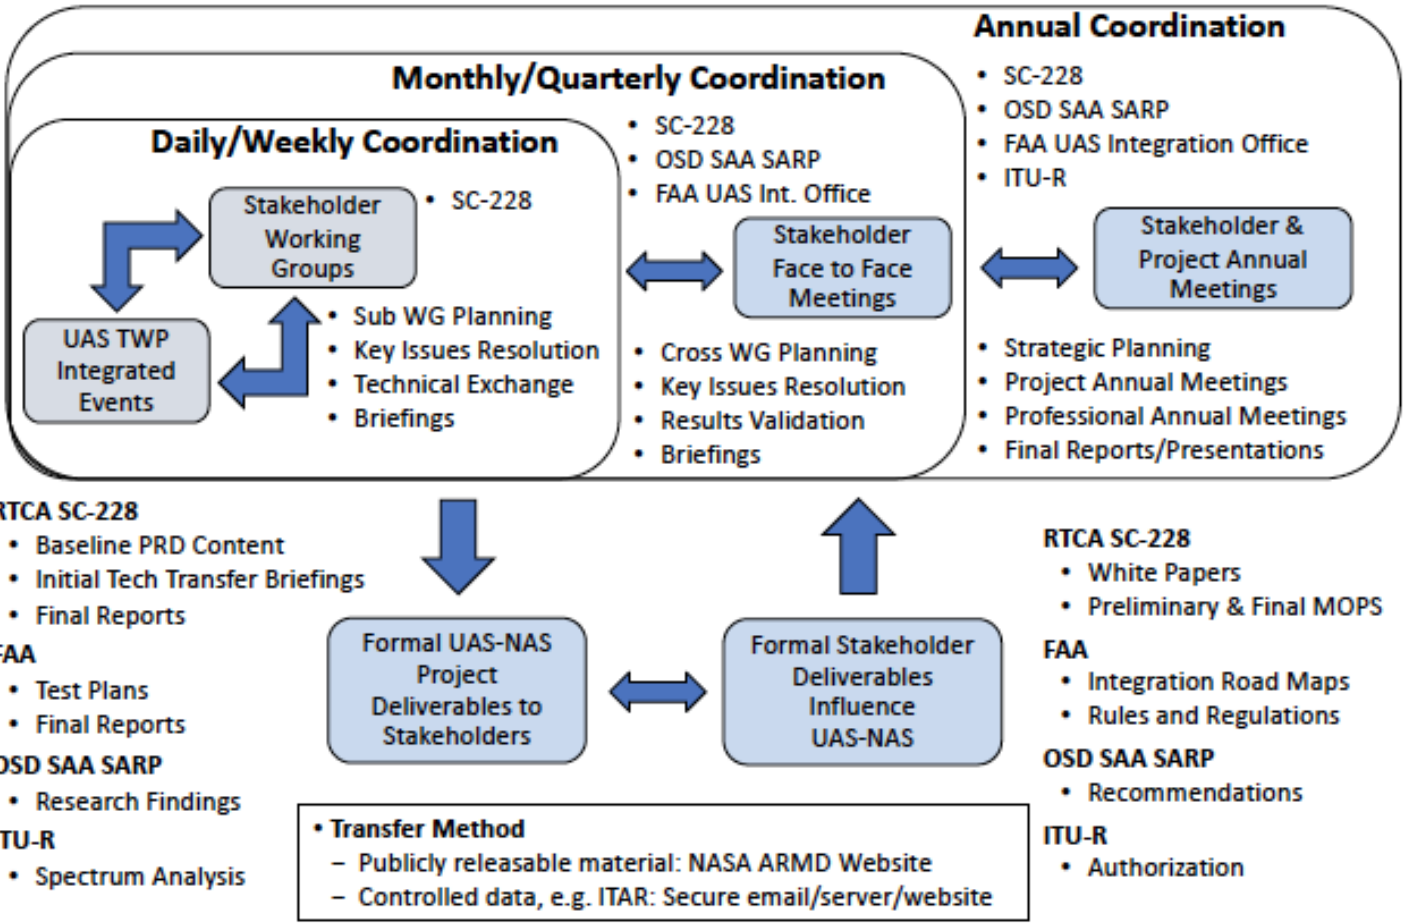 Annual Coordination
• SC-228
• OSD SAA SARP
• FAA UAS Integration Office
• ITU-R
Stakeholder &
Project Annual
Meetings
• Strategic Planning
• Project Annual Meetings
• Professional Annual Meetings
• Final Reports/Presentations
Monthly/Quarterly Coordination
• SC-228
• OSD SAA SARP
• FAA UAS Int. Office
Stakeholder
Face to Face
Meetings
• Cross WG Planning
• Key Issues Resolution
• Results Validation
• Briefings
Daily/Weekly Coordination
• SC-228
Stakeholder
Working
Groups
UAS TWP
Integrated
Events
• Sub WG Planning
• Key Issues Resolution
• Technical Exchange
• Briefings
RTCA SC-228
• Baseline PRD Content
• Initial Tech Transfer Briefings
• Final Reports
FAA
• Test Plans
• Final Reports
OSD SAA SARP
• Research Findings
ITU-R
• Spectrum Analysis
Formal UAS-NAS
Project
Deliverables to
Stakeholders
Formal Stakeholder
Deliverables
Influence
UAS-NAS
RTCA SC-228
• White Papers
• Preliminary & Final MOPS
FAA
• Integration Road Maps
• Rules and Regulations
OSD SAA SARP
• Recommendations
ITU-R
• Authorization
• Transfer Method
– Publicly releasable material: NASA ARMD Website
– Controlled data, e.g. ITAR: Secure email/server/website